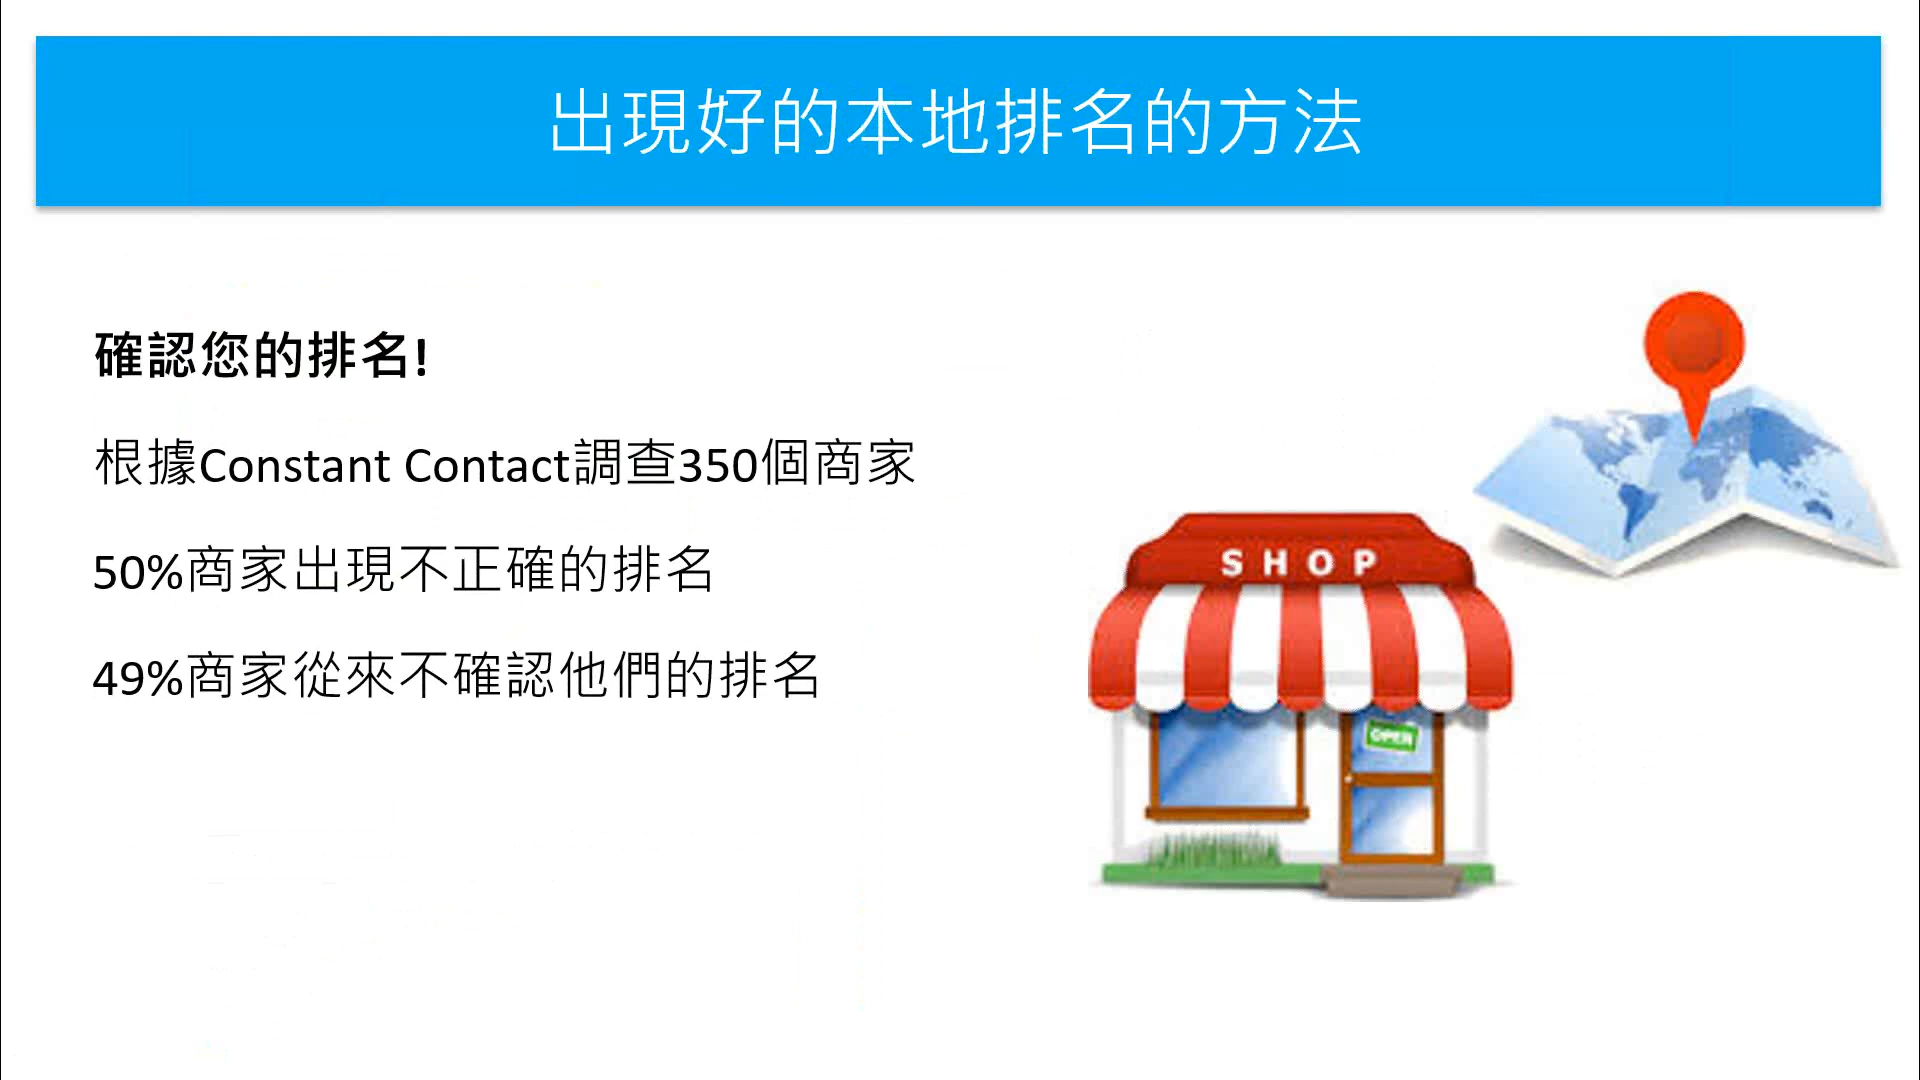 出現好的本地排名的方法
確認您的排名!
根據Constant Contact調查350個商家
50%商家出現不正確的排名
49%商家從來不確認他們的排名
SHOP
OPEN